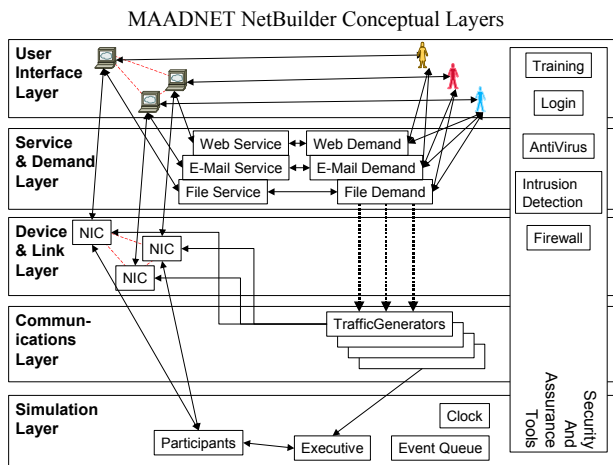 MAADNET NetBuilder Conceptual Layers
User
Interface
Layer
Training
Login
Service
& Demand
Layer
Web Service
Web Demand
E-Mail Service
E-Mail Demand
File Service
File Demand
AntiVirus
Intrusion
Detection
Firewall
Device
& Link
Layer
NIC
NIC
NIC
Commun-
ications
Layer
TrafficGenerators
Simulation
Layer
Participants
Executive
Clock
Event Queue
Security
And
Assurance
Tools